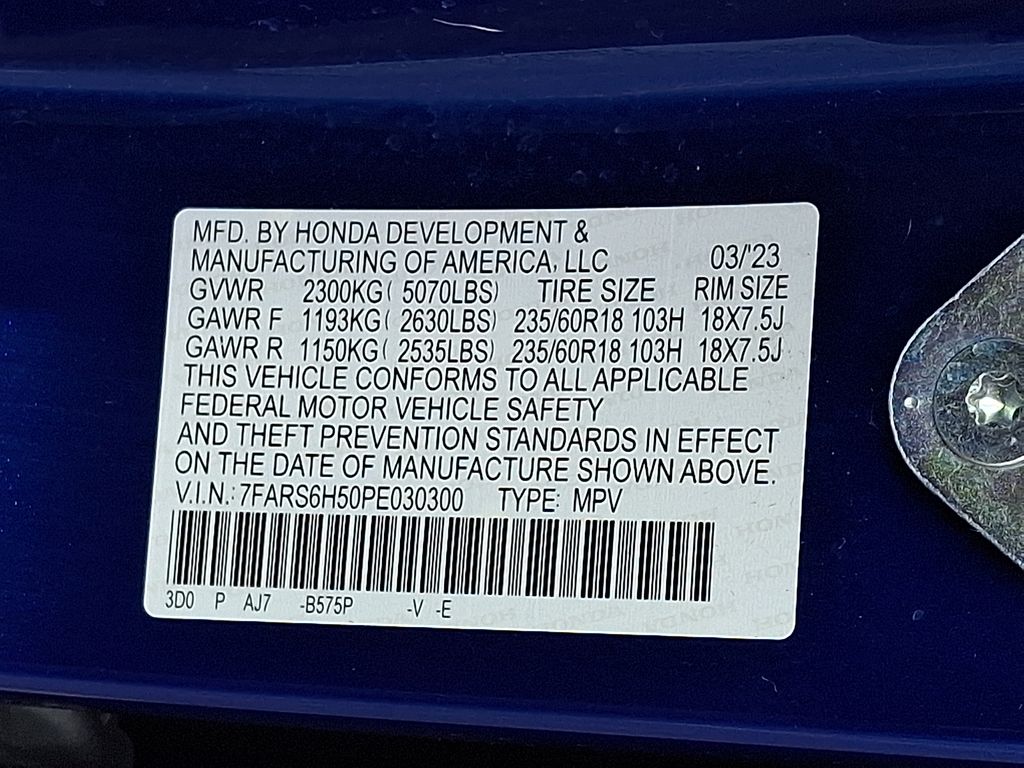 MFD. BY HONDA DEVELOPMENT &
MANUFACTURING OF AMERICA, LLC 03/'23
GVWR 2300KG( 5070LBS) TIRE SIZE RIM SIZE
GAWR F 1193KG( 2630LBS) 235/60R18 103H 18X7.5J
GAWR R 1150KG( 2535LBS) 235/60R18 103H 18X7.5J
THIS VEHICLE CONFORMS TO ALL APPLICABLE
FEDERAL MOTOR VEHICLE SAFETY
AND THEFT PREVENTION STANDARDS IN EFFECT
ON THE DATE OF MANUFACTURE SHOWN ABOVE.
V.I.N.: 7FARS6H50PE030300 TYPE: MPV
3D0 P AJ7 -B575P -V -E